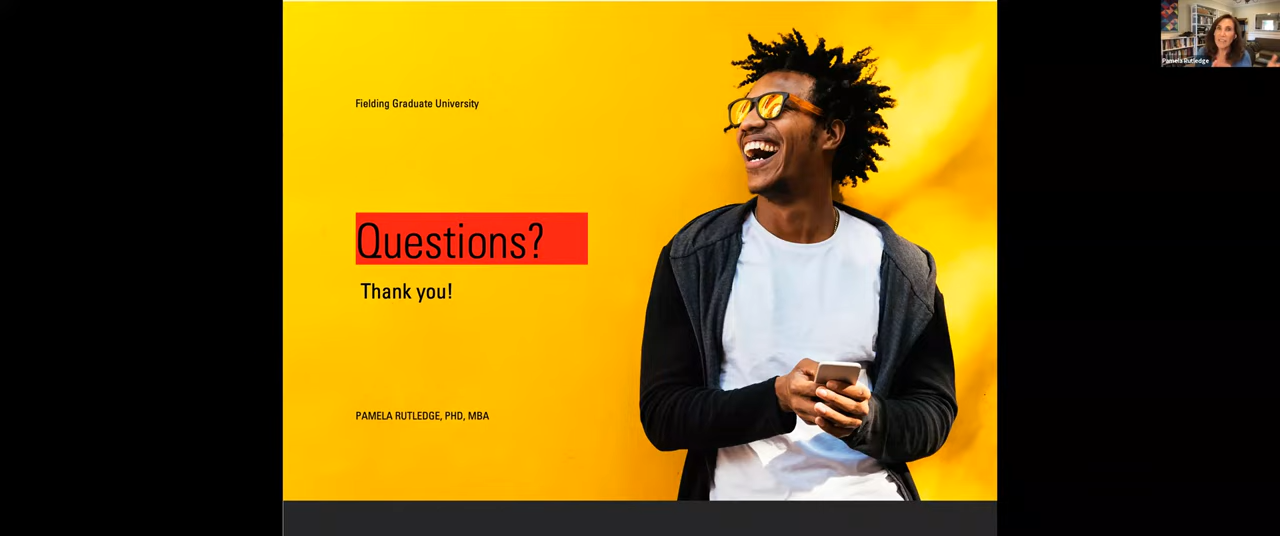 Fielding Graduate University
Questions?
Thank you!
PAMELA RUTLEDGE, PHD, MBA
Pamela Rutledge